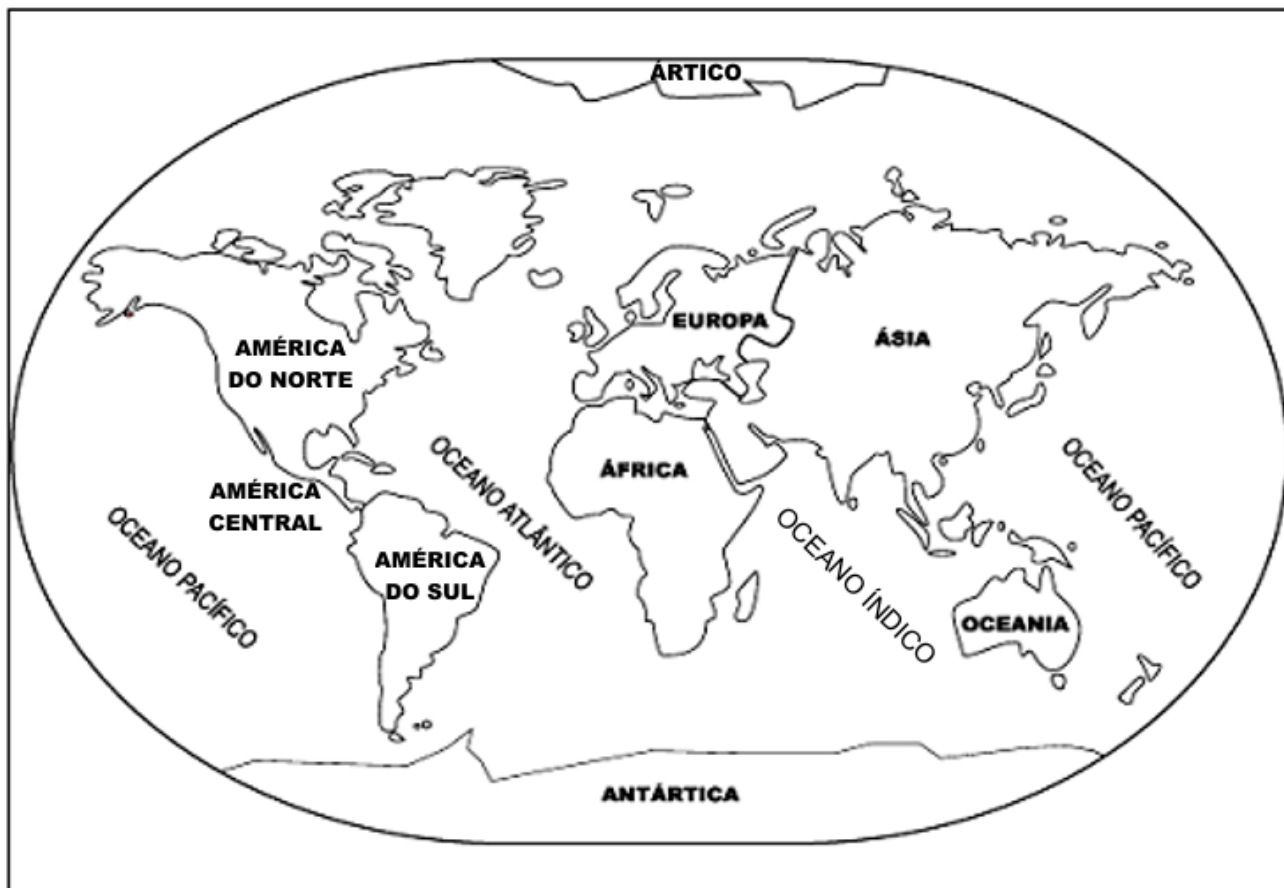 ÁRTICO
AMÉRICA
DO NORTE
EUROPA
ÁSIA
OCEANO ATLÂNTICO
ÁFRICA
AMÉRICA
CENTRAL
OCEANO PACÍFICO
AMÉRICA
DO SUL
OCEANO ÍNDICO
OCEANO PACÍFICO
OCEANIA
ANTÁRTICA